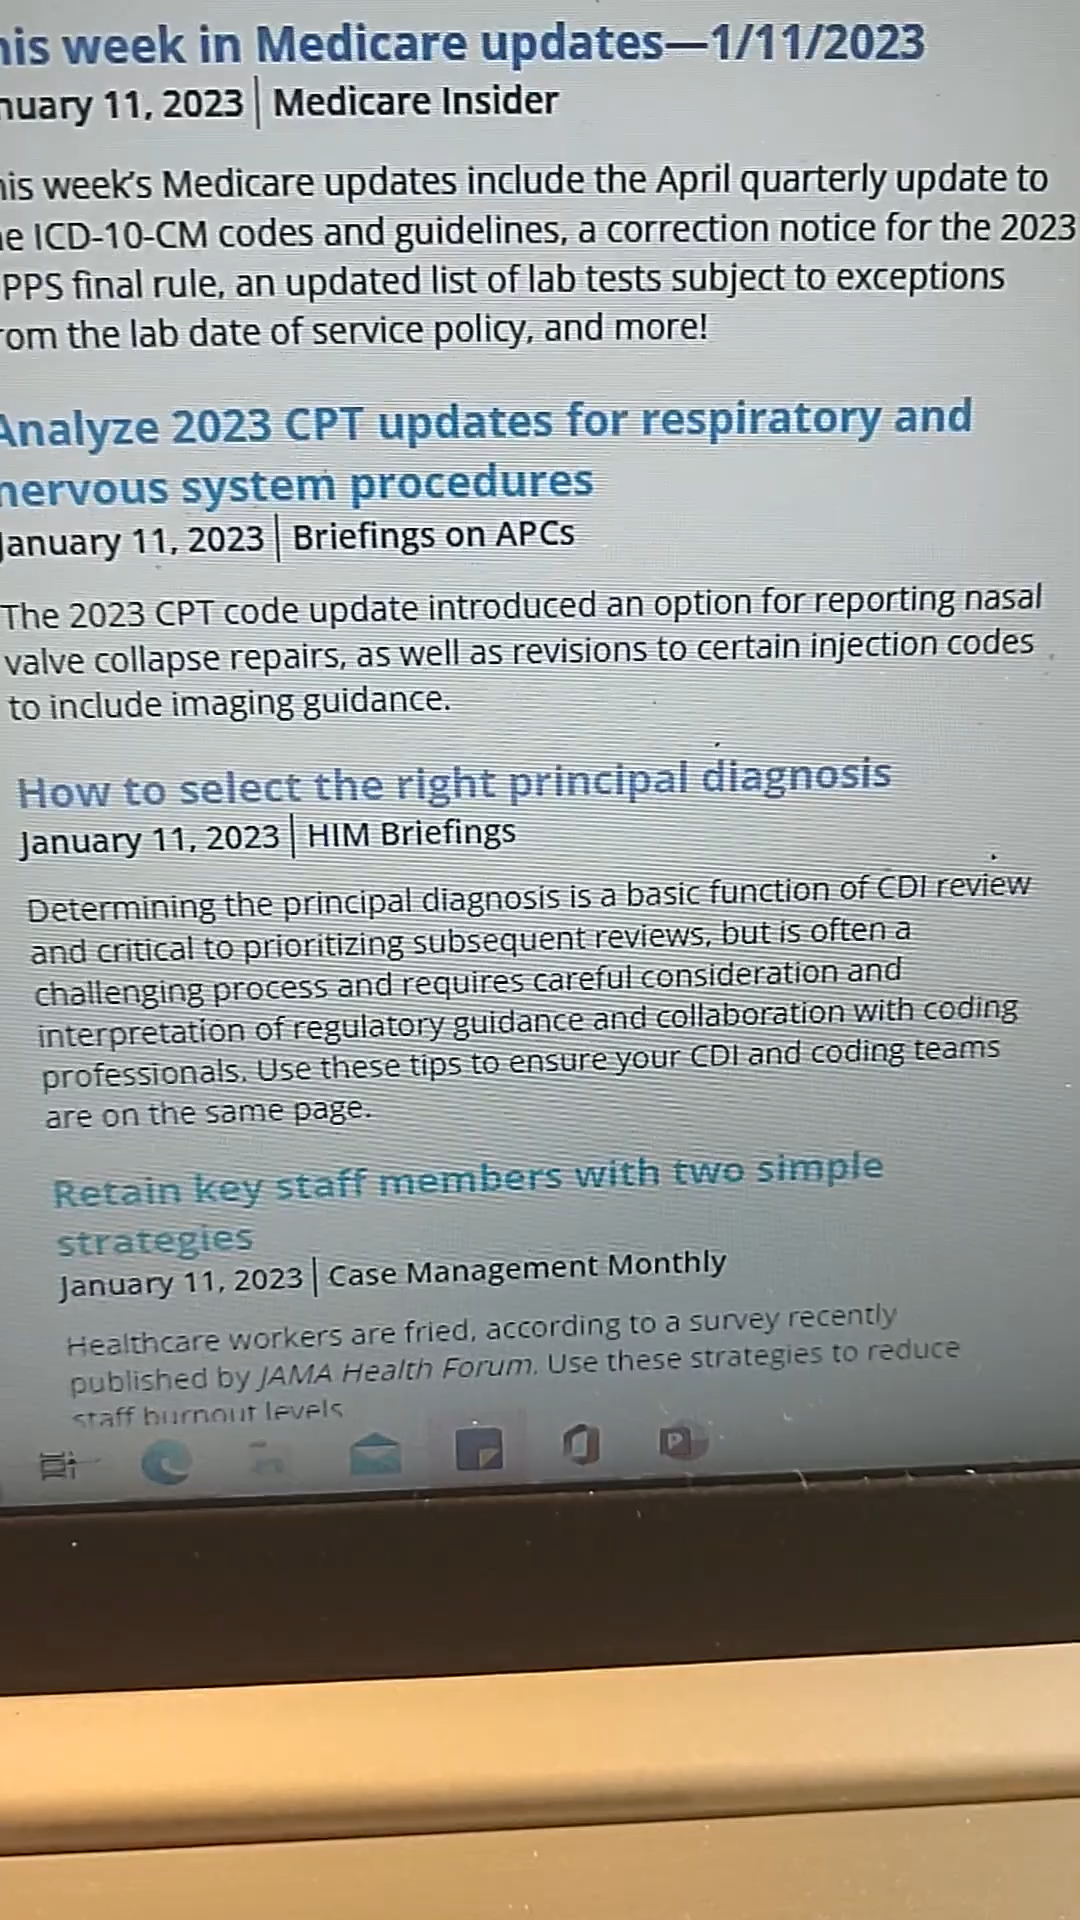 his week in Medicare updates—1/11/2023
nuary 11, 2023 | Medicare Insider
his week's Medicare updates include the April quarterly update to
e ICD-10-CM codes and guidelines, a correction notice for the 2023
PPS final rule, an updated list of lab tests subject to exceptions
rom the lab date of service policy, and more!
Analyze 2023 CPT updates for respiratory and
nervous system procedures
January 11, 2023 | Briefings on APCs
The 2023 CPT code update introduced an option for reporting nasal
valve collapse repairs, as well as revisions to certain injection codes
to include imaging guidance.
How to select the right principal diagnosis
January 11, 2023 | HIM Briefings
Determining the principal diagnosis is a basic function of CDI review
and critical to prioritizing subsequent reviews, but is often a
challenging process and requires careful consideration and
interpretation of regulatory guidance and collaboration with coding
professionals. Use these tips to ensure your CDI and coding teams
are on the same page.
Retain key staff members with two simple
strategies
January 11, 2023 | Case Management Monthly
Healthcare workers are fried, according to a survey recently
published by JAMA Health Forum. Use these strategies to reduce
staff burnout levels
P